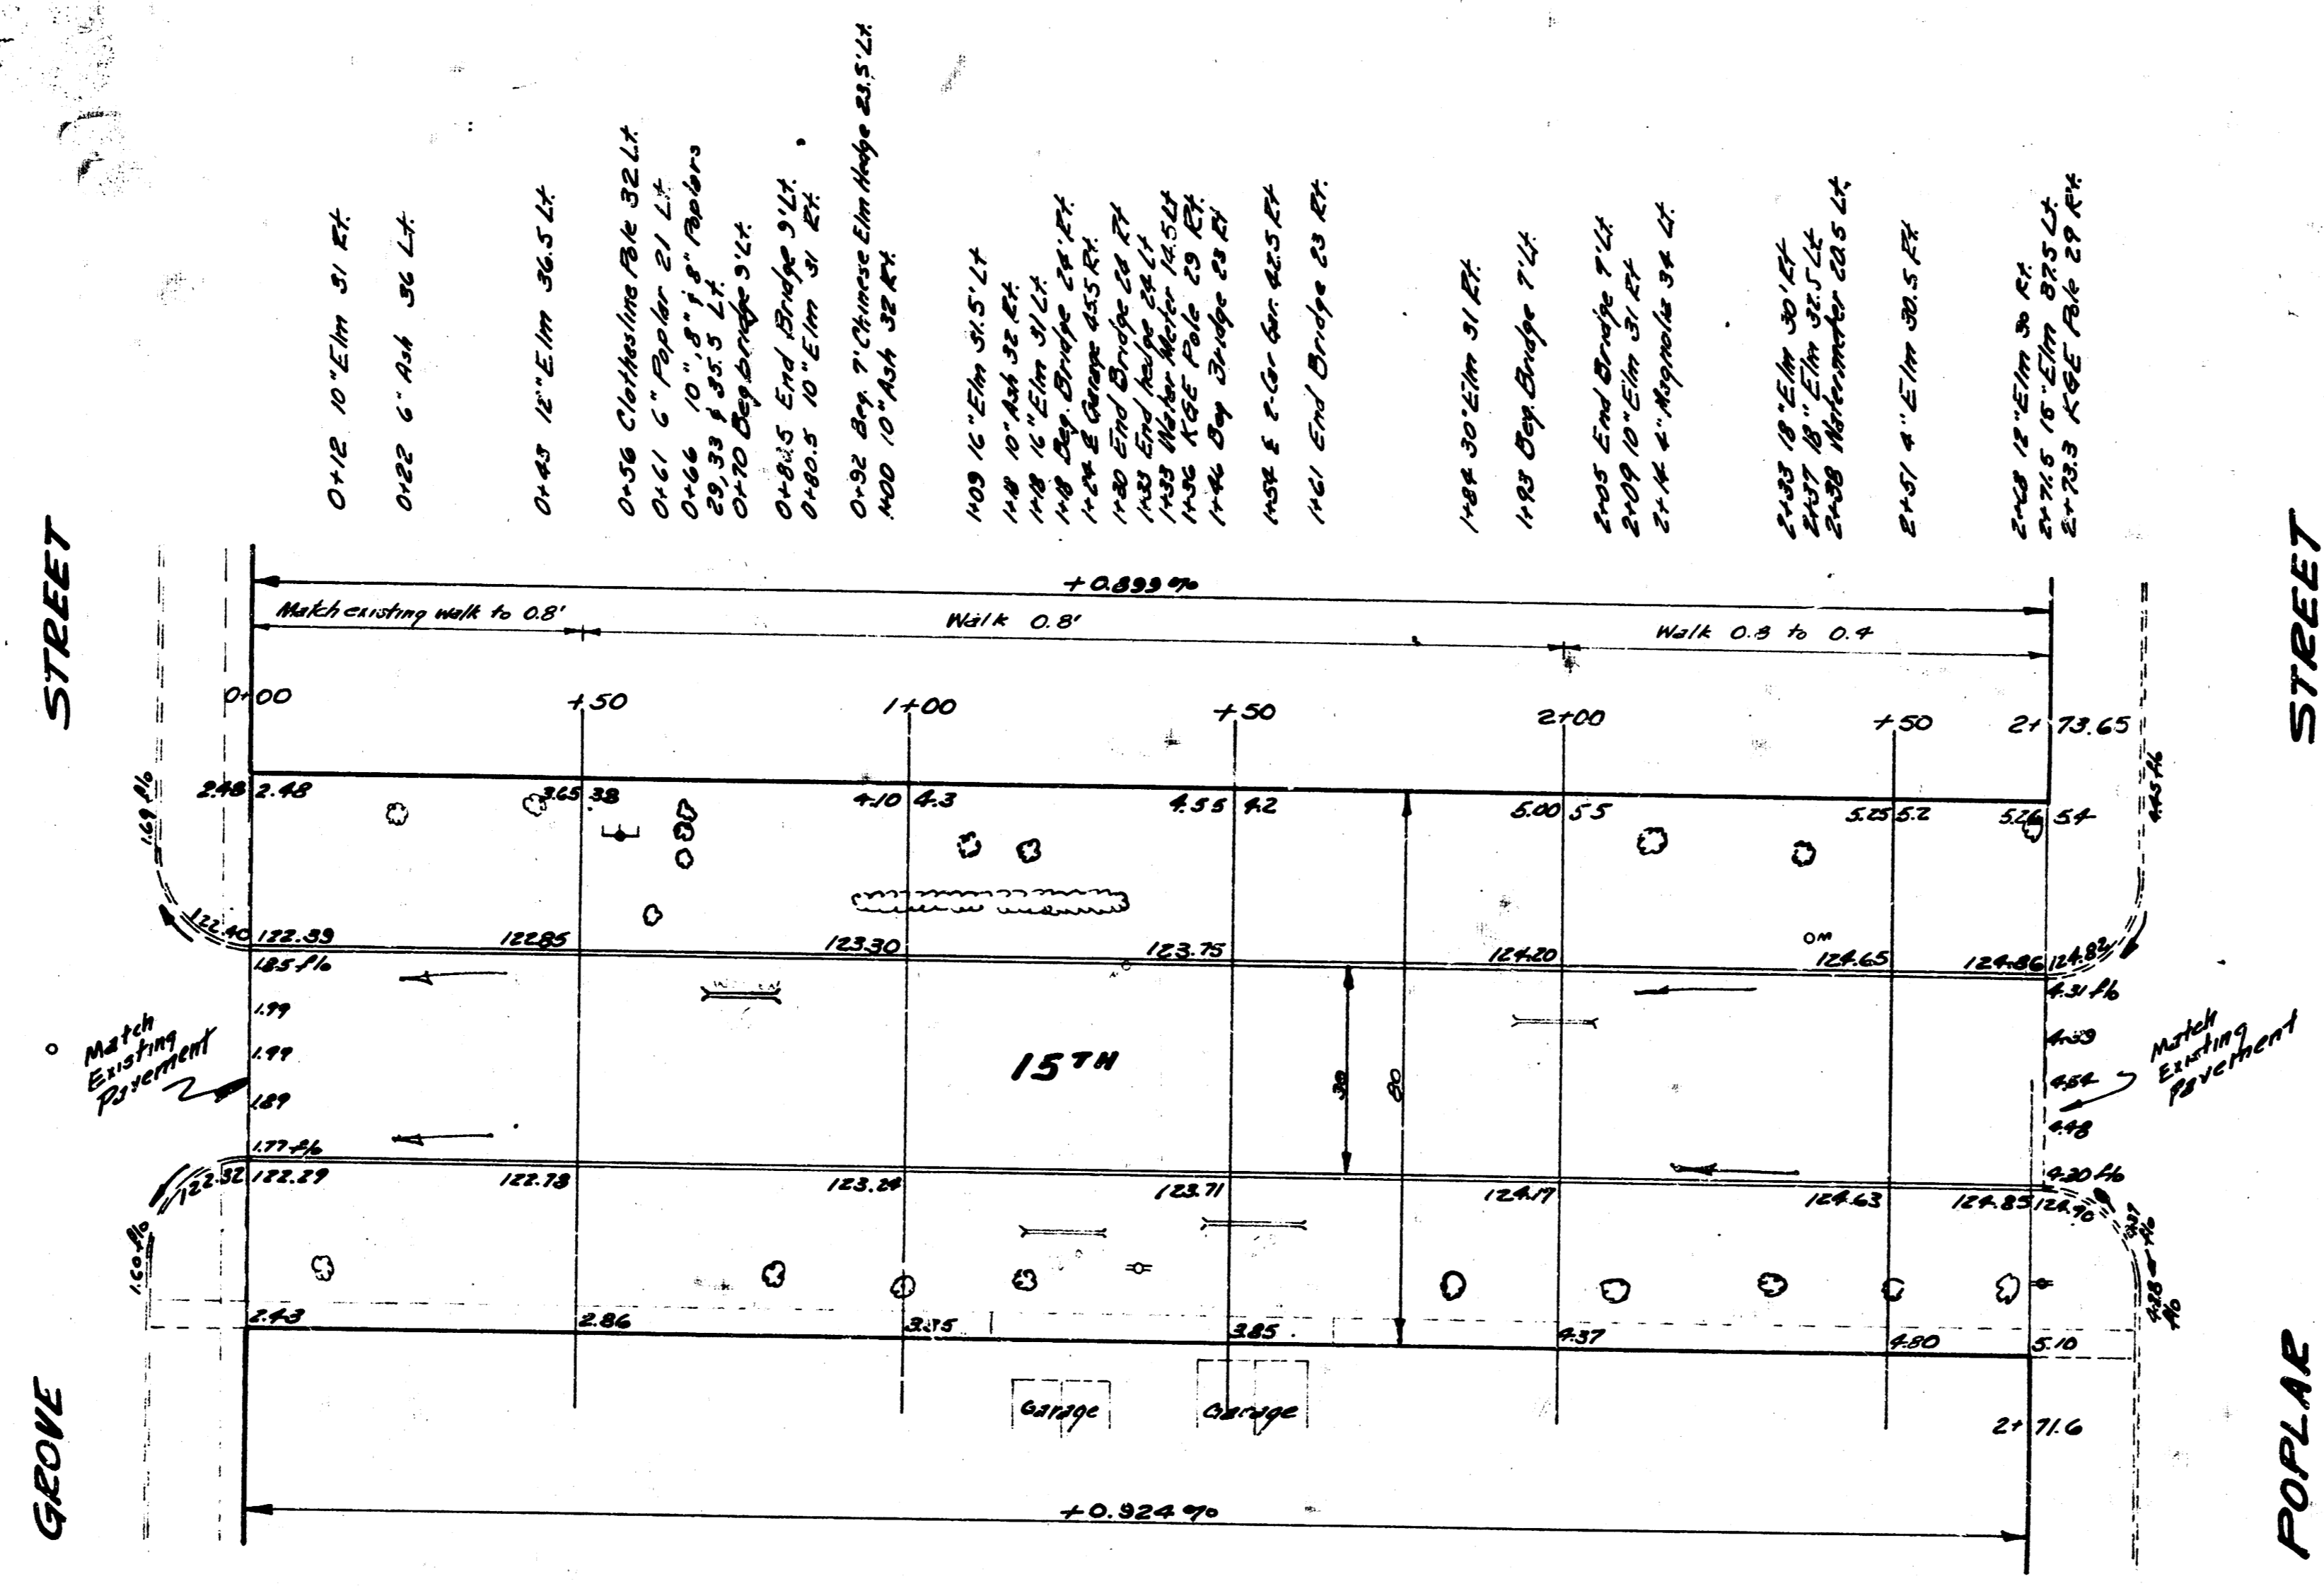 0+12 10" Elm 31 Rt.
0+22 6" Ash 36 Lt.
0+43 12" Elm 36.5 Lt.
0+56 Clothesline Pole 32 Lt.
0+61 6" Poplar 21 Lt.
0+66 10", 8" & 8" Poplars
29, 33 & 35.5 Lt.
0+70 Beg bridge 9' Lt.
End Bridge 9' Lt.
0+80.5 10" Elm 31 Rt.
0+92 Beg. 7' Chinese Elm Hedge 23.5' Lt.
1+00 10" Ash 32 Rt.
1+09 16" Elm 31.5' Lt
1+18 10" Ash 32 Rt.
1+18 16" Elm 31 Lt.
1+18 Beg. Bridge 24' Rt.
1+24 ℄ Garage 45.5 Rt.
1+30 End Bridge 24 Rt
1+33 End hedge 24 Lt
1+33 Water Meter 14.5 Lt
1+36 KGE Pole 29 Rt.
1+46 Beg Bridge 23 Rt
1+54 ℄ 2-Car Gar. 42.5 Rt
1+61 End Bridge 23 Rt.
1+84 30" Elm 31 Rt.
1+93 Beg. Bridge 7' Lt.
2+05 End Bridge 7' Lt.
2+09 10" Elm 31 Rt
2+14 4" Magnolia 34 Lt.
2+33 18" Elm 30' Rt
2+37 18" Elm 32.5 Lt
2+38 Watermeter 20.5 Lt.
2+51 4" Elm 30.5 Rt
2+68 12" Elm 30 Rt.
2+71.5 15" Elm 37.5 Lt.
2+73.3 KGE Pole 29 Rt.
STREET
STREET
+0.899%
Match existing walk to 0.8'
Walk 0.8'
Walk 0.8 to 0.4
0+00
+50
1+00
+50
2+00
+50
2+73.65
1.69 flo
4.45 flo
2.48 2.48
3.65 38
4.10 4.3
4.55 4.2
5.00 55
5.25 5.2
5.26 54
122.40 122.39
122.85
123.30
123.75
124.20
124.65
124.86 124.82
1.85 flo
4.31 flo
1.99
1.99
1.89
1.77 flo
Match
Existing
Pavement
15TH
30
80
4.54
4.48
4.20 flo
Match
Existing
Pavement
122.32 122.29
122.78
123.24
123.71
124.17
124.63
124.85 124.90
1.60 flo
4.37 flo
4.28 flo
2.43
2.86
3.85
4.37
4.80
5.10
Garage
Garage
2+71.6
+0.924%
GROVE
POPLAR
OM